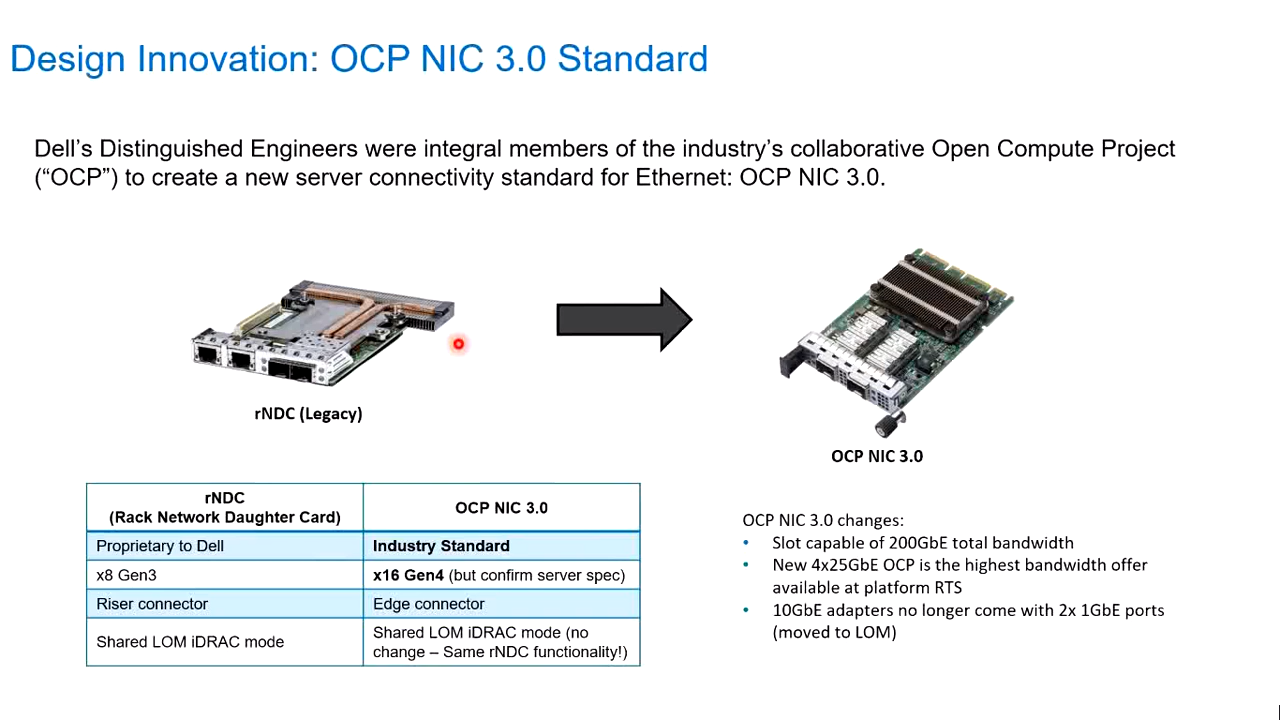 Design Innovation: OCP NIC 3.0 Standard
Dell’s Distinguished Engineers were integral members of the industry’s collaborative Open Compute Project
(“OCP”) to create a new server connectivity standard for Ethernet: OCP NIC 3.0.
rNDC (Legacy)
OCP NIC 3.0
rNDC
(Rack Network Daughter Card)
OCP NIC 3.0
Proprietary to Dell
Industry Standard
x8 Gen3
x16 Gen4 (but confirm server spec)
Riser connector
Edge connector
Shared LOM iDRAC mode
Shared LOM iDRAC mode (no
change – Same rNDC functionality!)
OCP NIC 3.0 changes:
• Slot capable of 200GbE total bandwidth
• New 4x25GbE OCP is the highest bandwidth offer
available at platform RTS
• 10GbE adapters no longer come with 2x 1GbE ports
(moved to LOM)